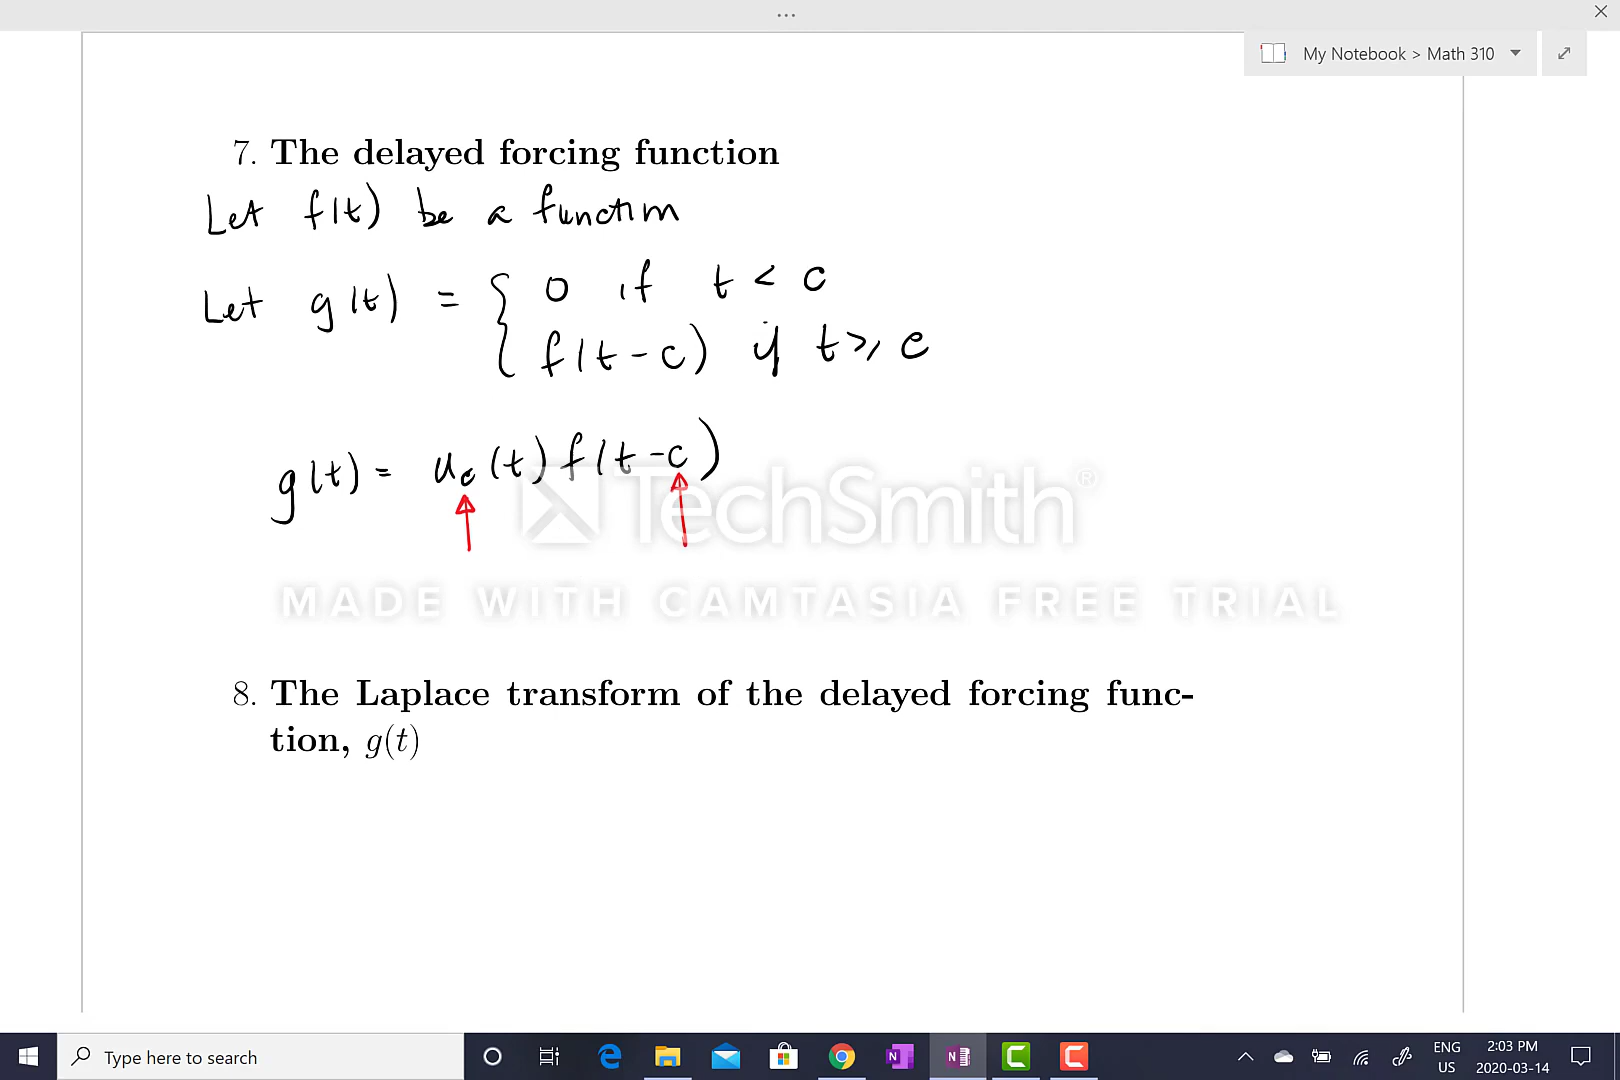 ...
My Notebook > Math 310
7. The delayed forcing function
Let f(t) be a function
Let g(t) = { 0 if t < c
f(t-c) if t ≥ c
g(t) = u_c(t) f(t-c)
TechSmith®
MADE WITH CAMTASIA FREE TRIAL
8. The Laplace transform of the delayed forcing func-
tion, g(t)
Type here to search
ENG
US
2:03 PM
2020-03-14